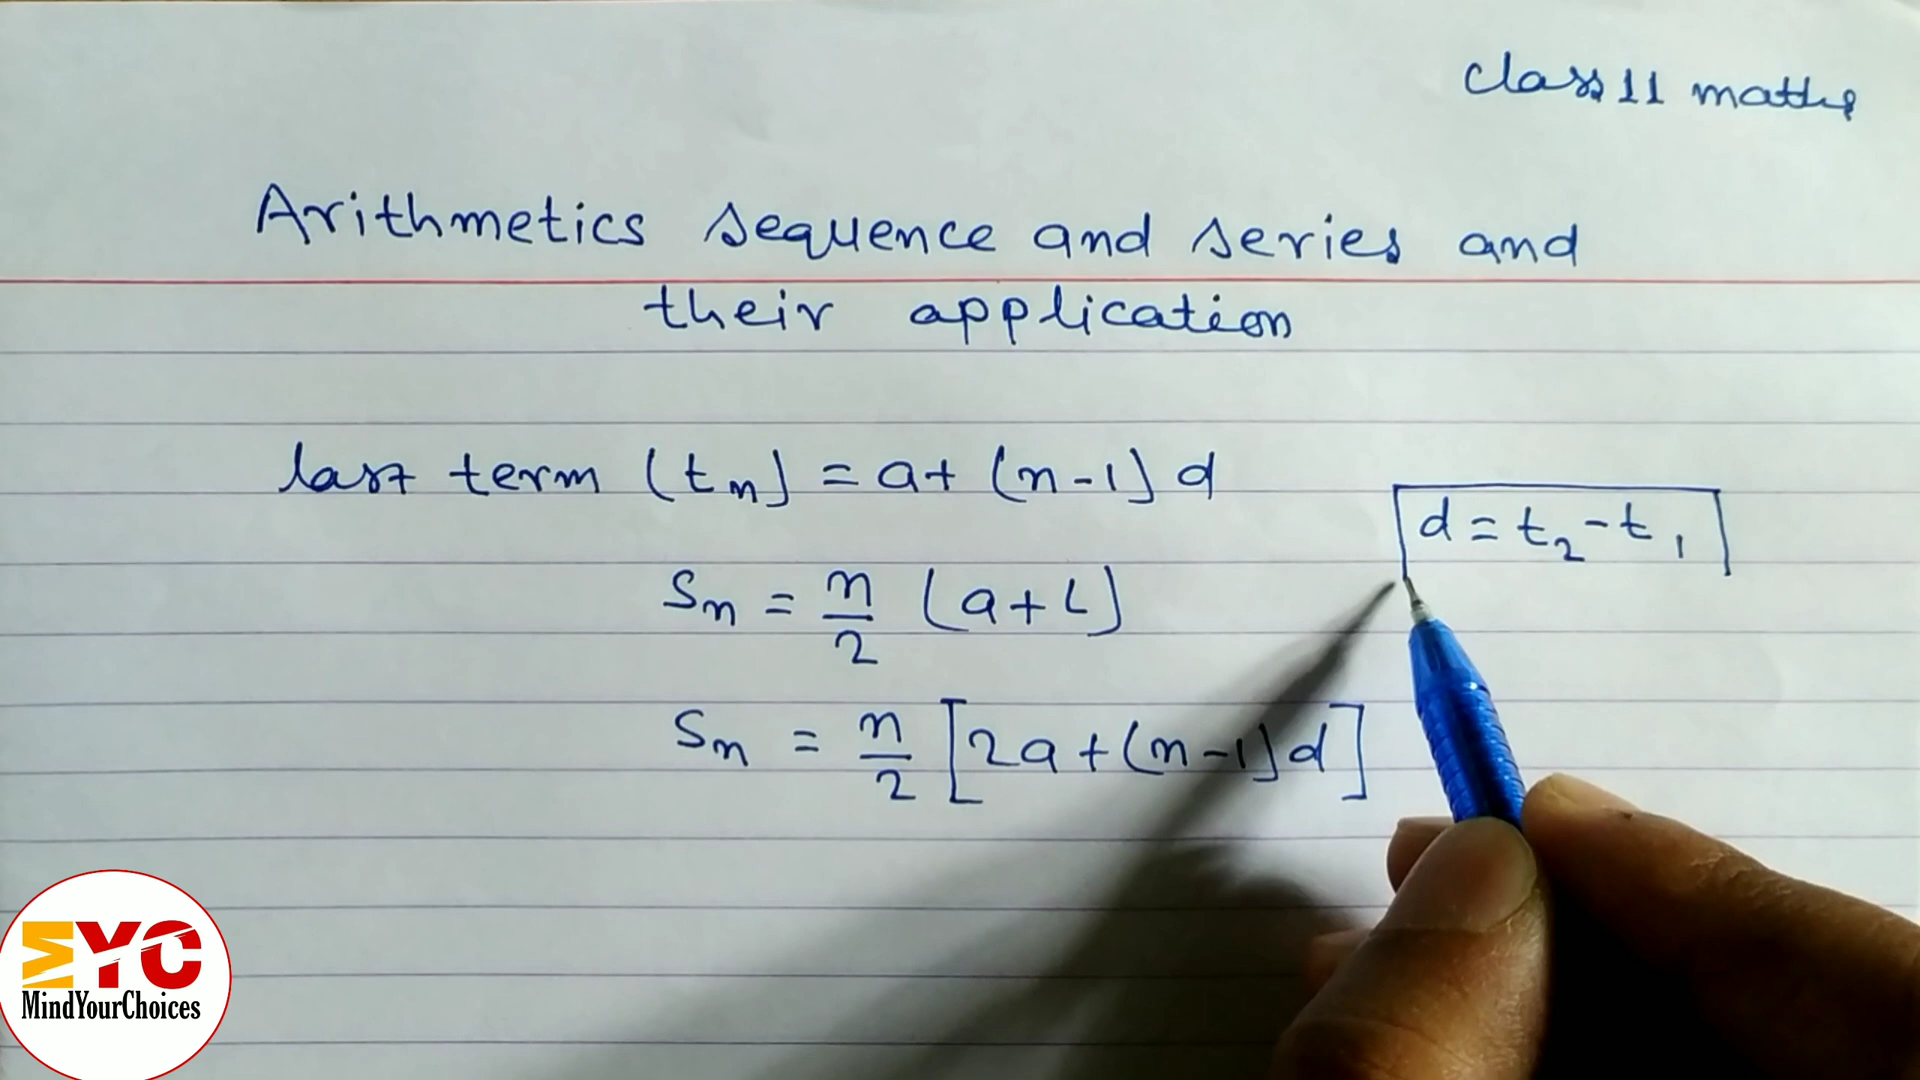 class 11 maths
Arithmetics sequence and series and
their application
last term (tn) = a + (n-1) d
d = t₂ - t₁
Sn = n/2 (a + L)
Sn = n/2 [2a + (n-1) d]
MYC
MindYourChoices